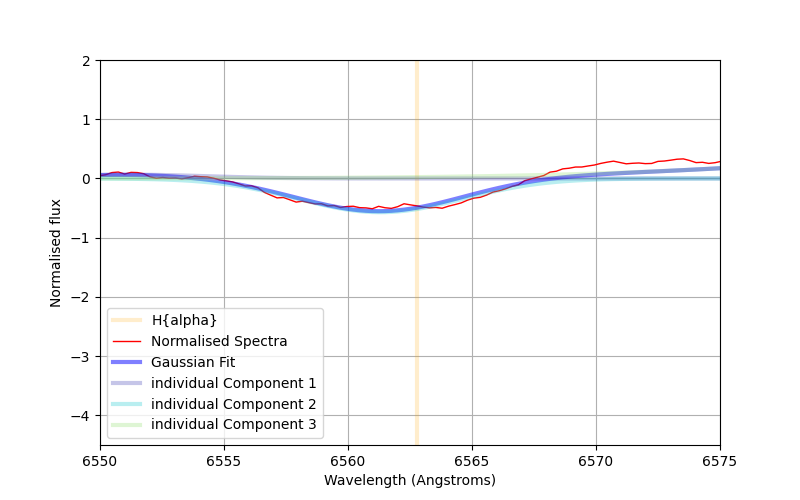 2
1
0
−1
−2
−3
−4
Normalised flux
H{alpha}
Normalised Spectra
Gaussian Fit
individual Component 1
individual Component 2
individual Component 3
6550 6555 6560 6565 6570 6575
Wavelength (Angstroms)